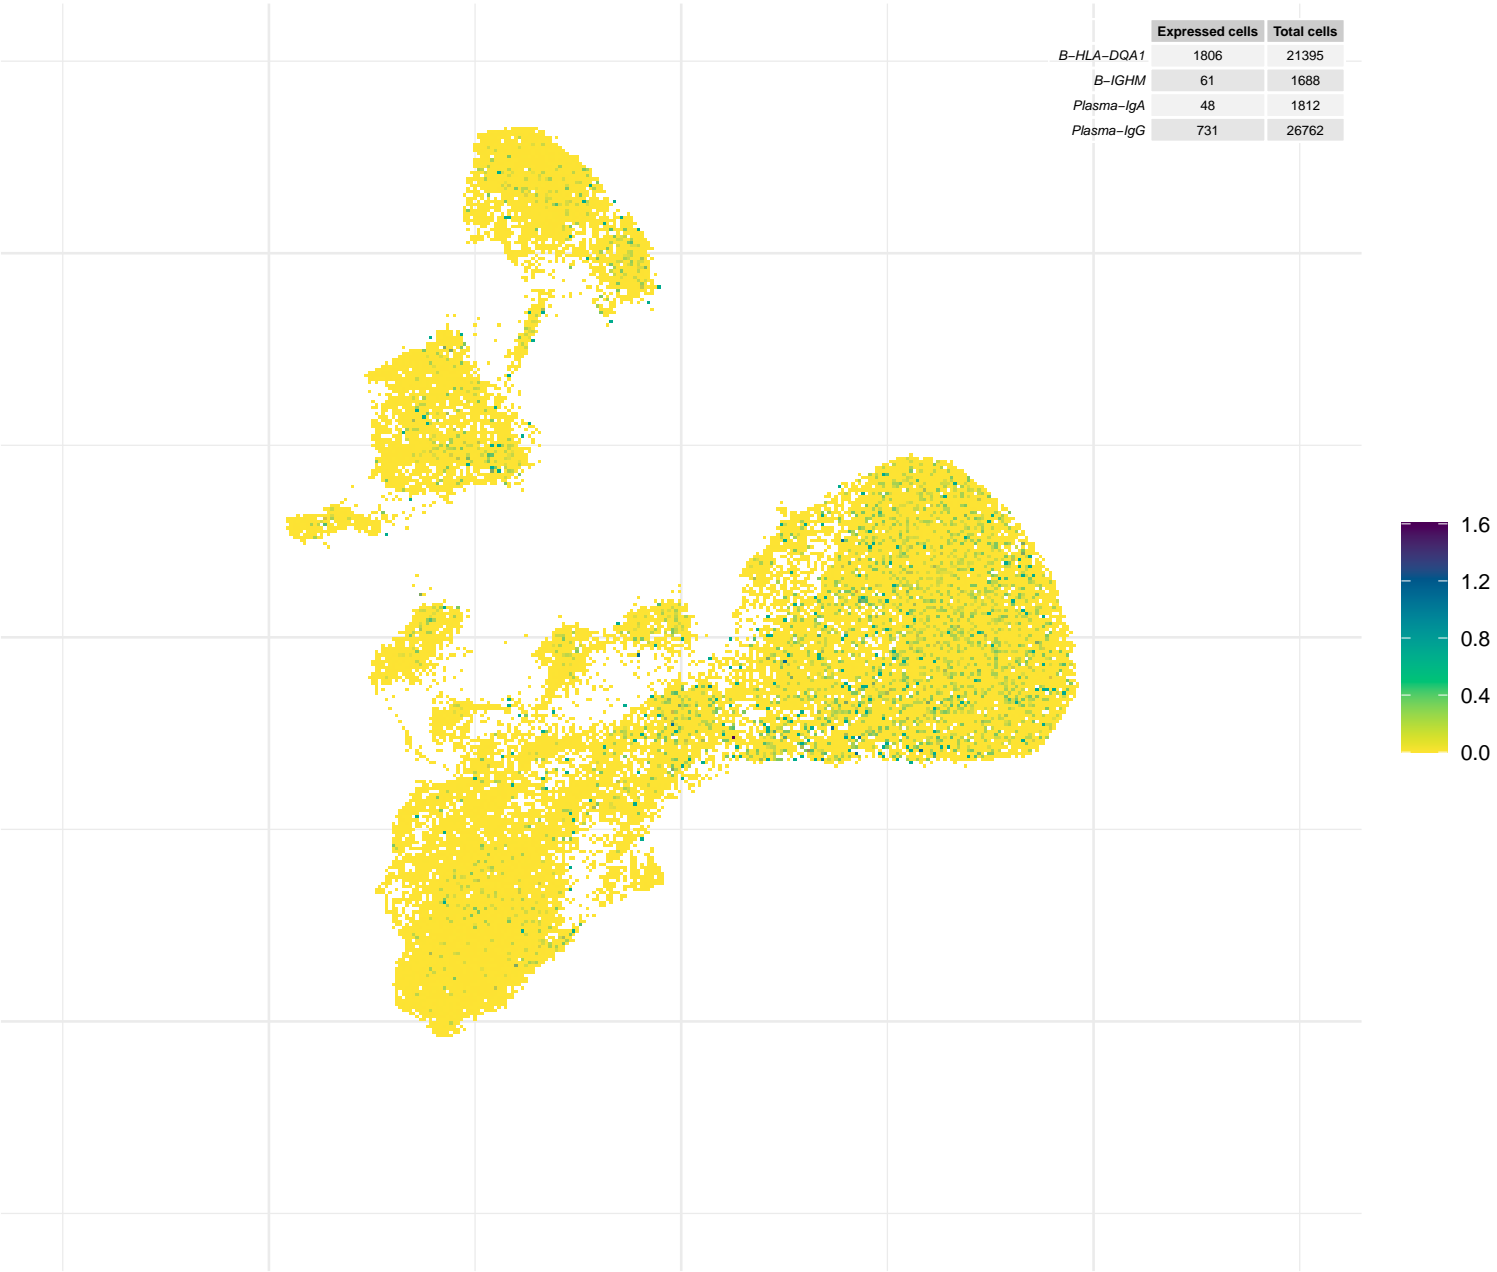 Expressed cells Total cells
B−HLA−DQA1 1806 21395
B−IGHM 61 1688
Plasma−IgA 48 1812
Plasma−IgG 731 26762
1.6
1.2
0.8
0.4
0.0